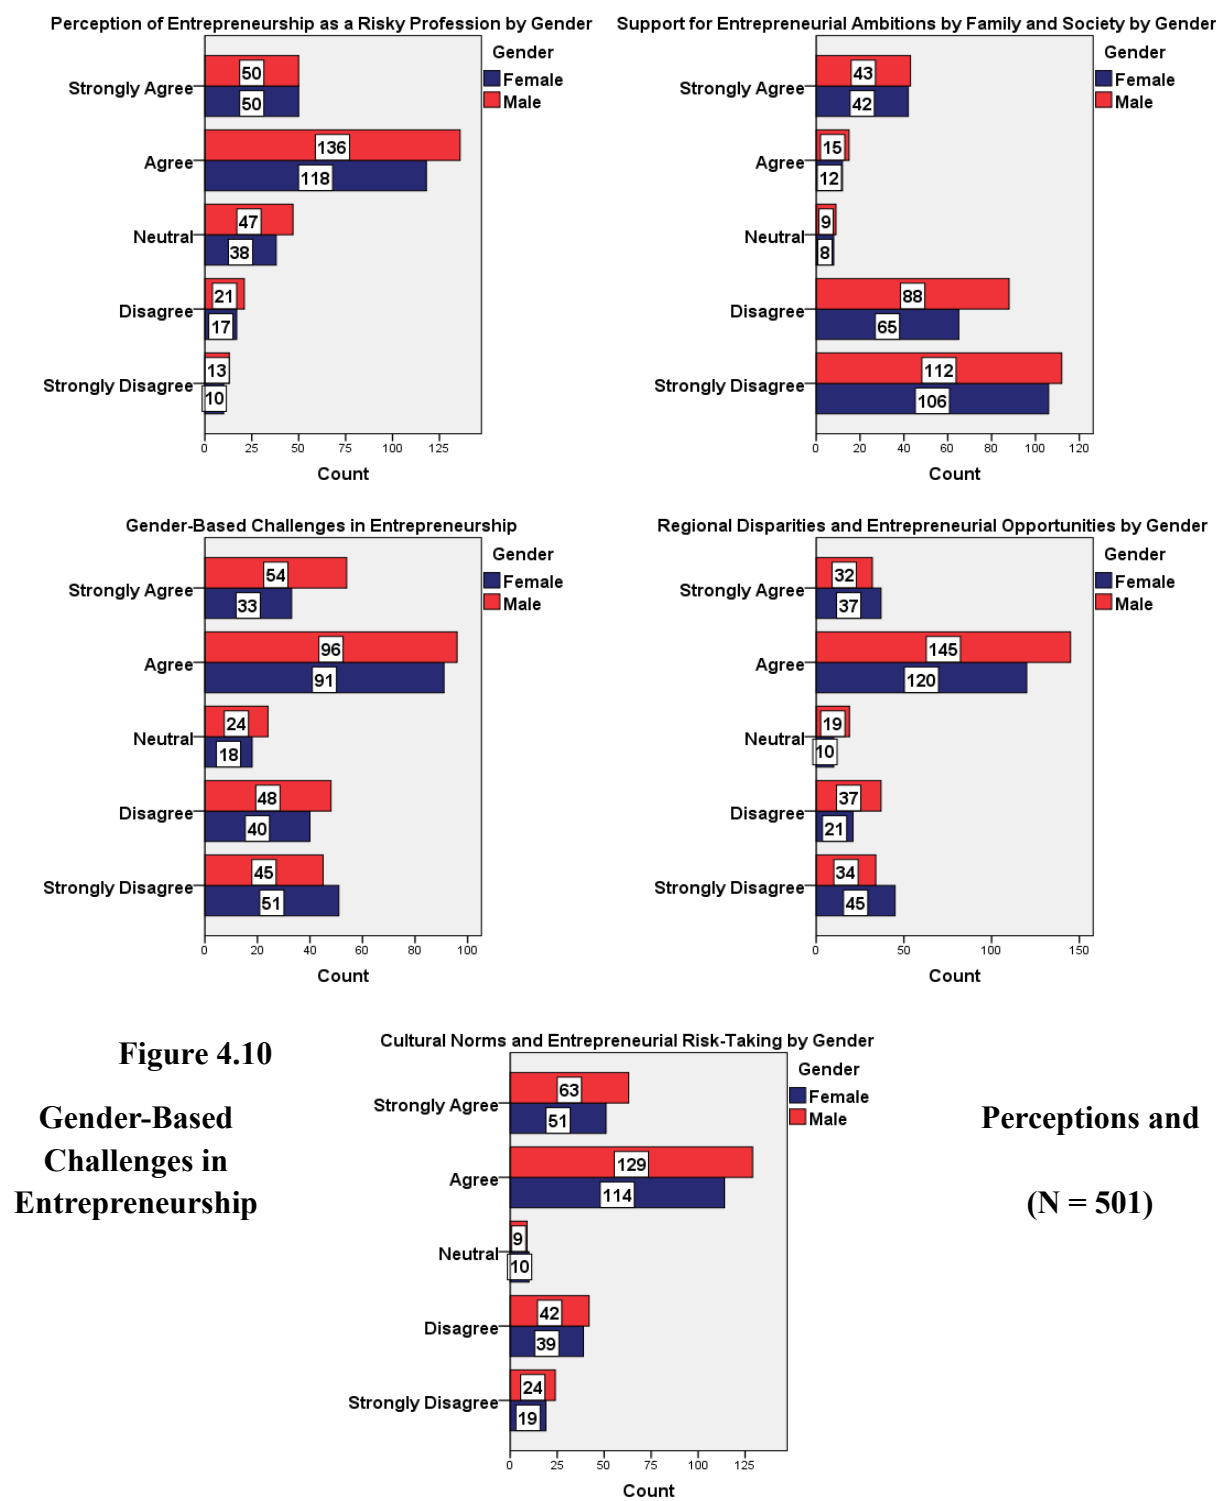 Perception of Entrepreneurship as a Risky Profession by Gender
Gender
Female
Male
Strongly Agree
50
50
Agree
136
118
Neutral
47
38
Disagree
21
17
Strongly Disagree
13
10
0 25 50 75 100 125
Count
Support for Entrepreneurial Ambitions by Family and Society by Gender
Gender
Female
Male
Strongly Agree
43
42
Agree
15
12
Neutral
9
8
Disagree
88
65
Strongly Disagree
112
106
0 20 40 60 80 100 120
Count
Gender-Based Challenges in Entrepreneurship
Gender
Female
Male
Strongly Agree
54
33
Agree
96
91
Neutral
24
18
Disagree
48
40
Strongly Disagree
45
51
0 20 40 60 80 100
Count
Regional Disparities and Entrepreneurial Opportunities by Gender
Gender
Female
Male
Strongly Agree
32
37
Agree
145
120
Neutral
19
10
Disagree
37
21
Strongly Disagree
34
45
0 50 100 150
Count
Figure 4.10
Gender-Based
Challenges in
Entrepreneurship
Cultural Norms and Entrepreneurial Risk-Taking by Gender
Gender
Female
Male
Strongly Agree
63
51
Agree
129
114
Neutral
9
10
Disagree
42
39
Strongly Disagree
24
19
0 25 50 75 100 125
Count
Perceptions and
(N = 501)